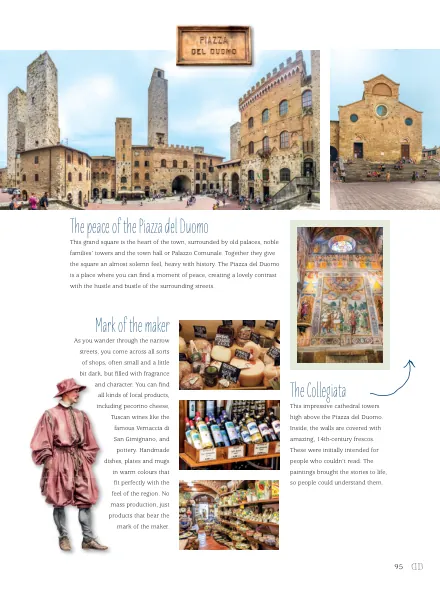 PIAZZA
DEL DUOMO
The peace of the Piazza del Duomo
This grand square is the heart of the town, surrounded by old palaces, noble
families' towers and the town hall or Palazzo Comunale. Together they give
the square an almost solemn feel, heavy with history. The Piazza del Duomo
is a place where you can find a moment of peace, creating a lovely contrast
with the hustle and bustle of the surrounding streets.
Mark of the maker
As you wander through the narrow
streets, you come across all sorts
of shops, often small and a little
bit dark, but filled with fragrance
and character. You can find
all kinds of local products,
including pecorino cheese,
Tuscan wines like the
famous Vernaccia di
San Gimignano, and
pottery. Handmade
dishes, plates and mugs
in warm colours that
fit perfectly with the
feel of the region. No
mass production, just
products that bear the
mark of the maker.
The Collegiata
This impressive cathedral towers
high above the Piazza del Duomo.
Inside, the walls are covered with
amazing, 14th-century frescos.
These were initially intended for
people who couldn't read. The
paintings brought the stories to life,
so people could understand them.
95